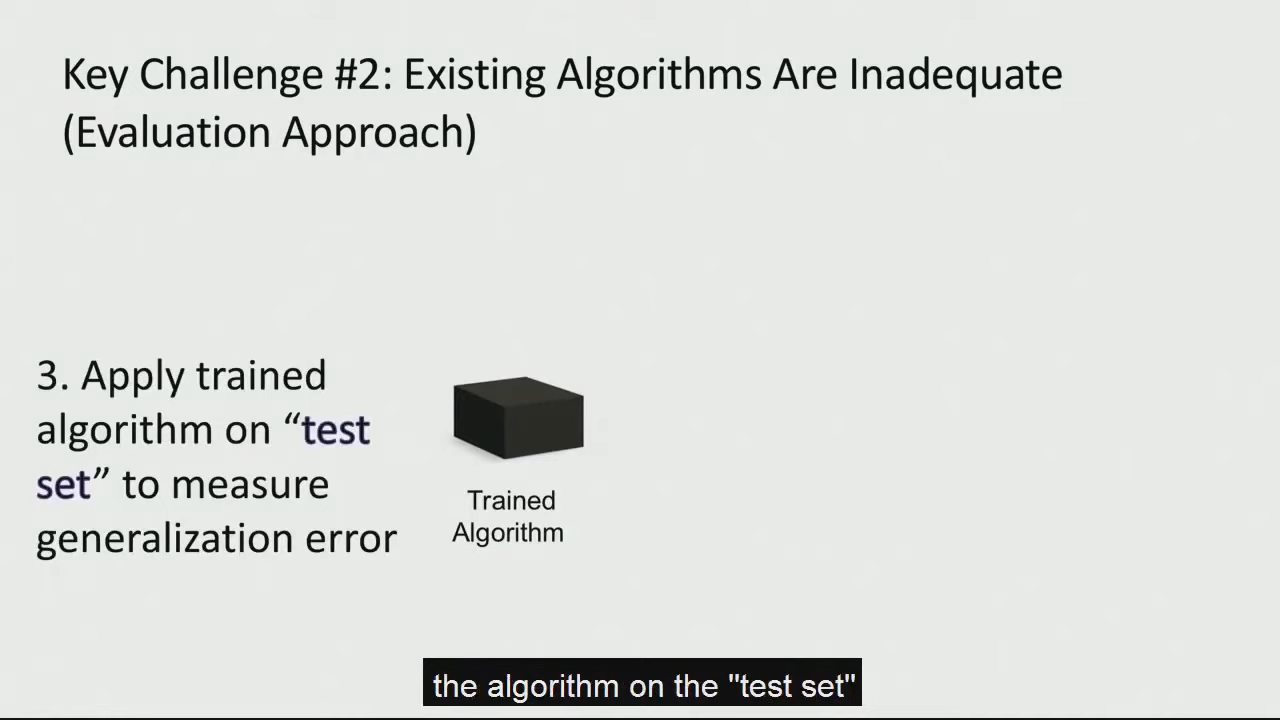 Key Challenge #2: Existing Algorithms Are Inadequate
(Evaluation Approach)
3. Apply trained
algorithm on “test
set” to measure
generalization error
Trained
Algorithm
the algorithm on the "test set"